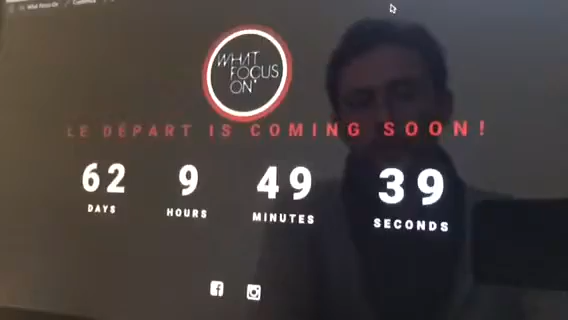 WHAT
FOCUS
ON
LE DÉPART IS COMING SOON!
62 9 49 39
DAYS HOURS MINUTES SECONDS